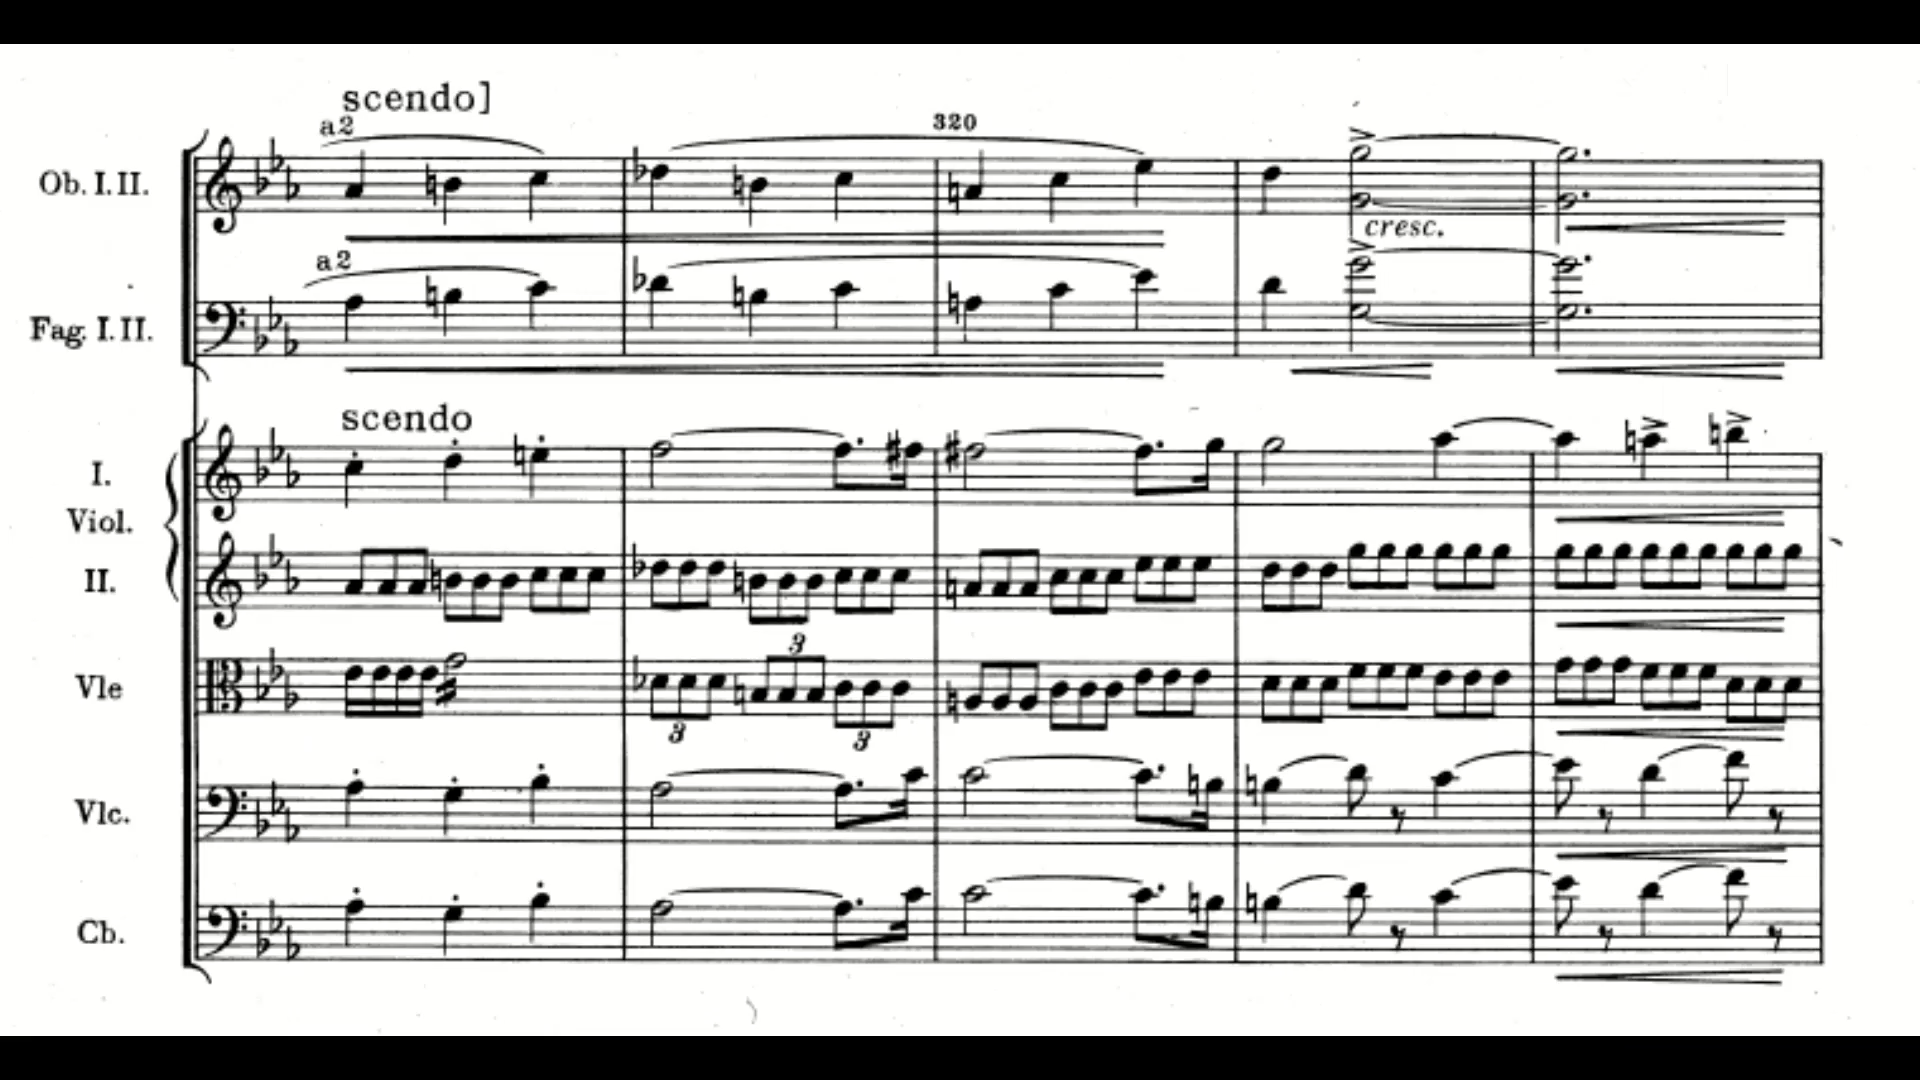 scendo]
a2
320
Ob. I. II.
cresc.
a2
Fag. I. II.
scendo
I.
Viol.
II.
3
Vle
3
3
Vlc.
Cb.